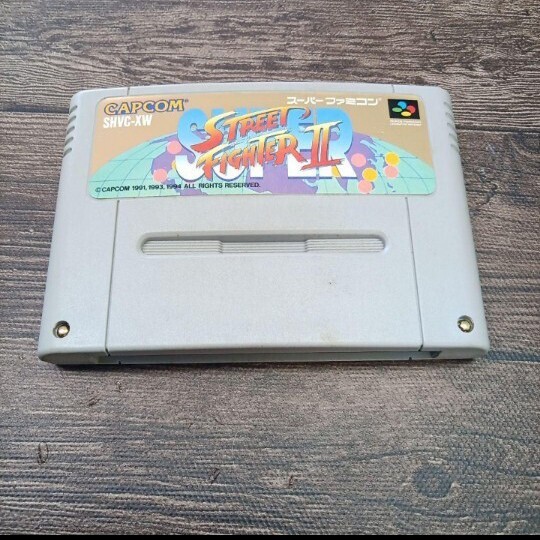 CAPCOM
SHVC-XW
スーパーファミコン
SUPER
STREET
FIGHTER II
© CAPCOM 1991, 1993, 1994 ALL RIGHTS RESERVED.